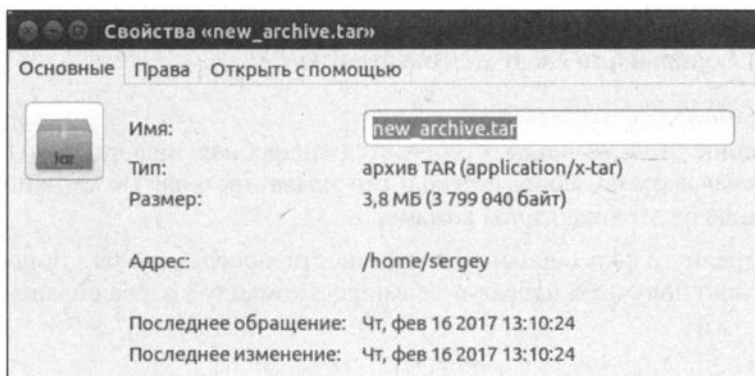 Свойства «new_archive.tar»
Основные Права Открыть с помощью
tar
Имя: new_archive.tar
Тип: архив TAR (application/x-tar)
Размер: 3,8 МБ (3 799 040 байт)
Адрес: /home/sergey
Последнее обращение: Чт, фев 16 2017 13:10:24
Последнее изменение: Чт, фев 16 2017 13:10:24